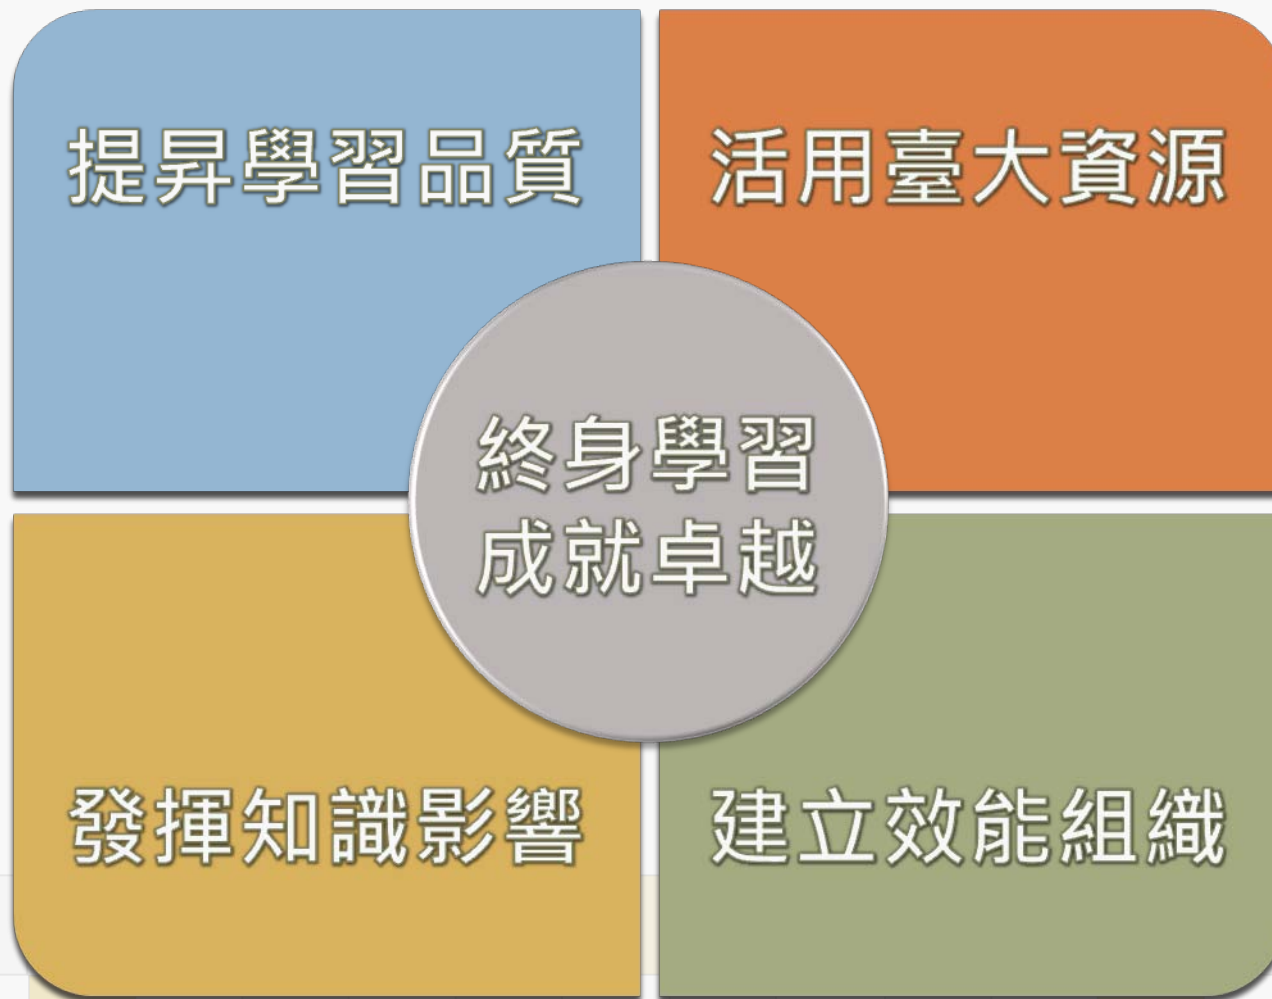 提昇學習品質
活用臺大資源
終身學習
成就卓越
發揮知識影響
建立效能組織